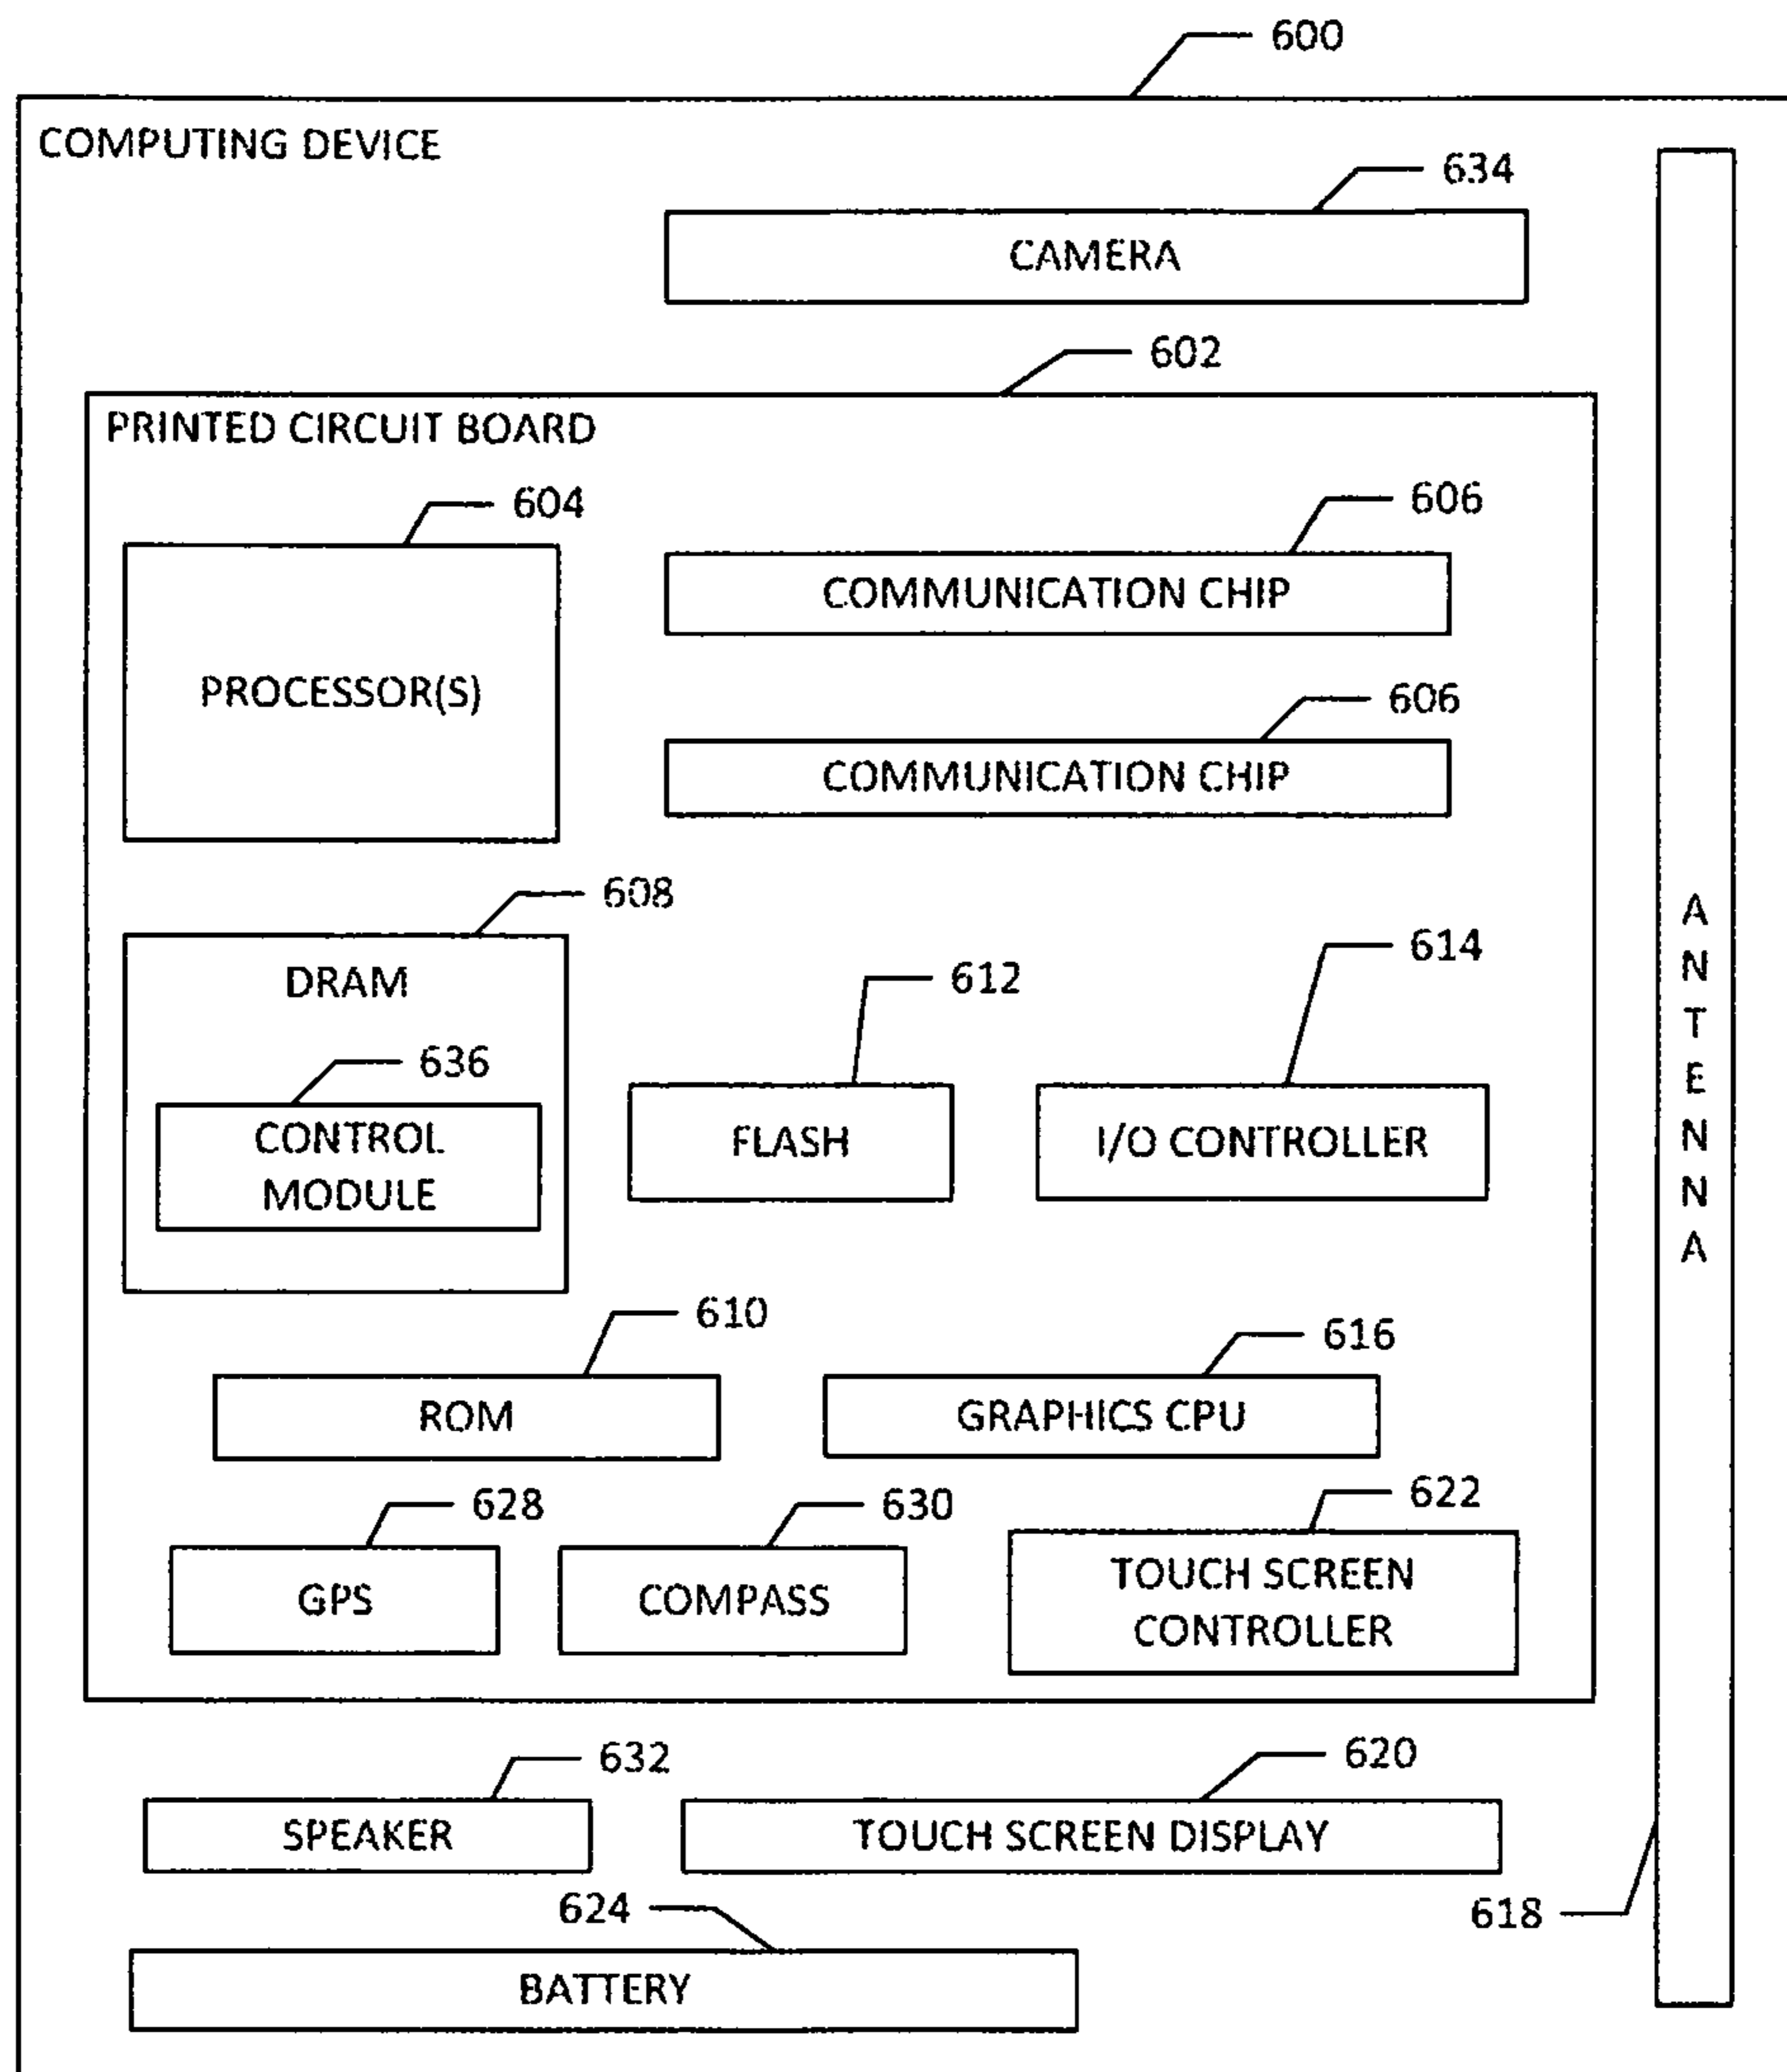 600
COMPUTING DEVICE
634
CAMERA
602
PRINTED CIRCUIT BOARD
604
606
COMMUNICATION CHIP
PROCESSOR(S)
606
COMMUNICATION CHIP
608
DRAM
636
CONTROL
MODULE
612
FLASH
614
I/O CONTROLLER
610
ROM
616
GRAPHICS CPU
628
GPS
630
COMPASS
622
TOUCH SCREEN
CONTROLLER
ANTENNA
632
SPEAKER
620
TOUCH SCREEN DISPLAY
624
BATTERY
618